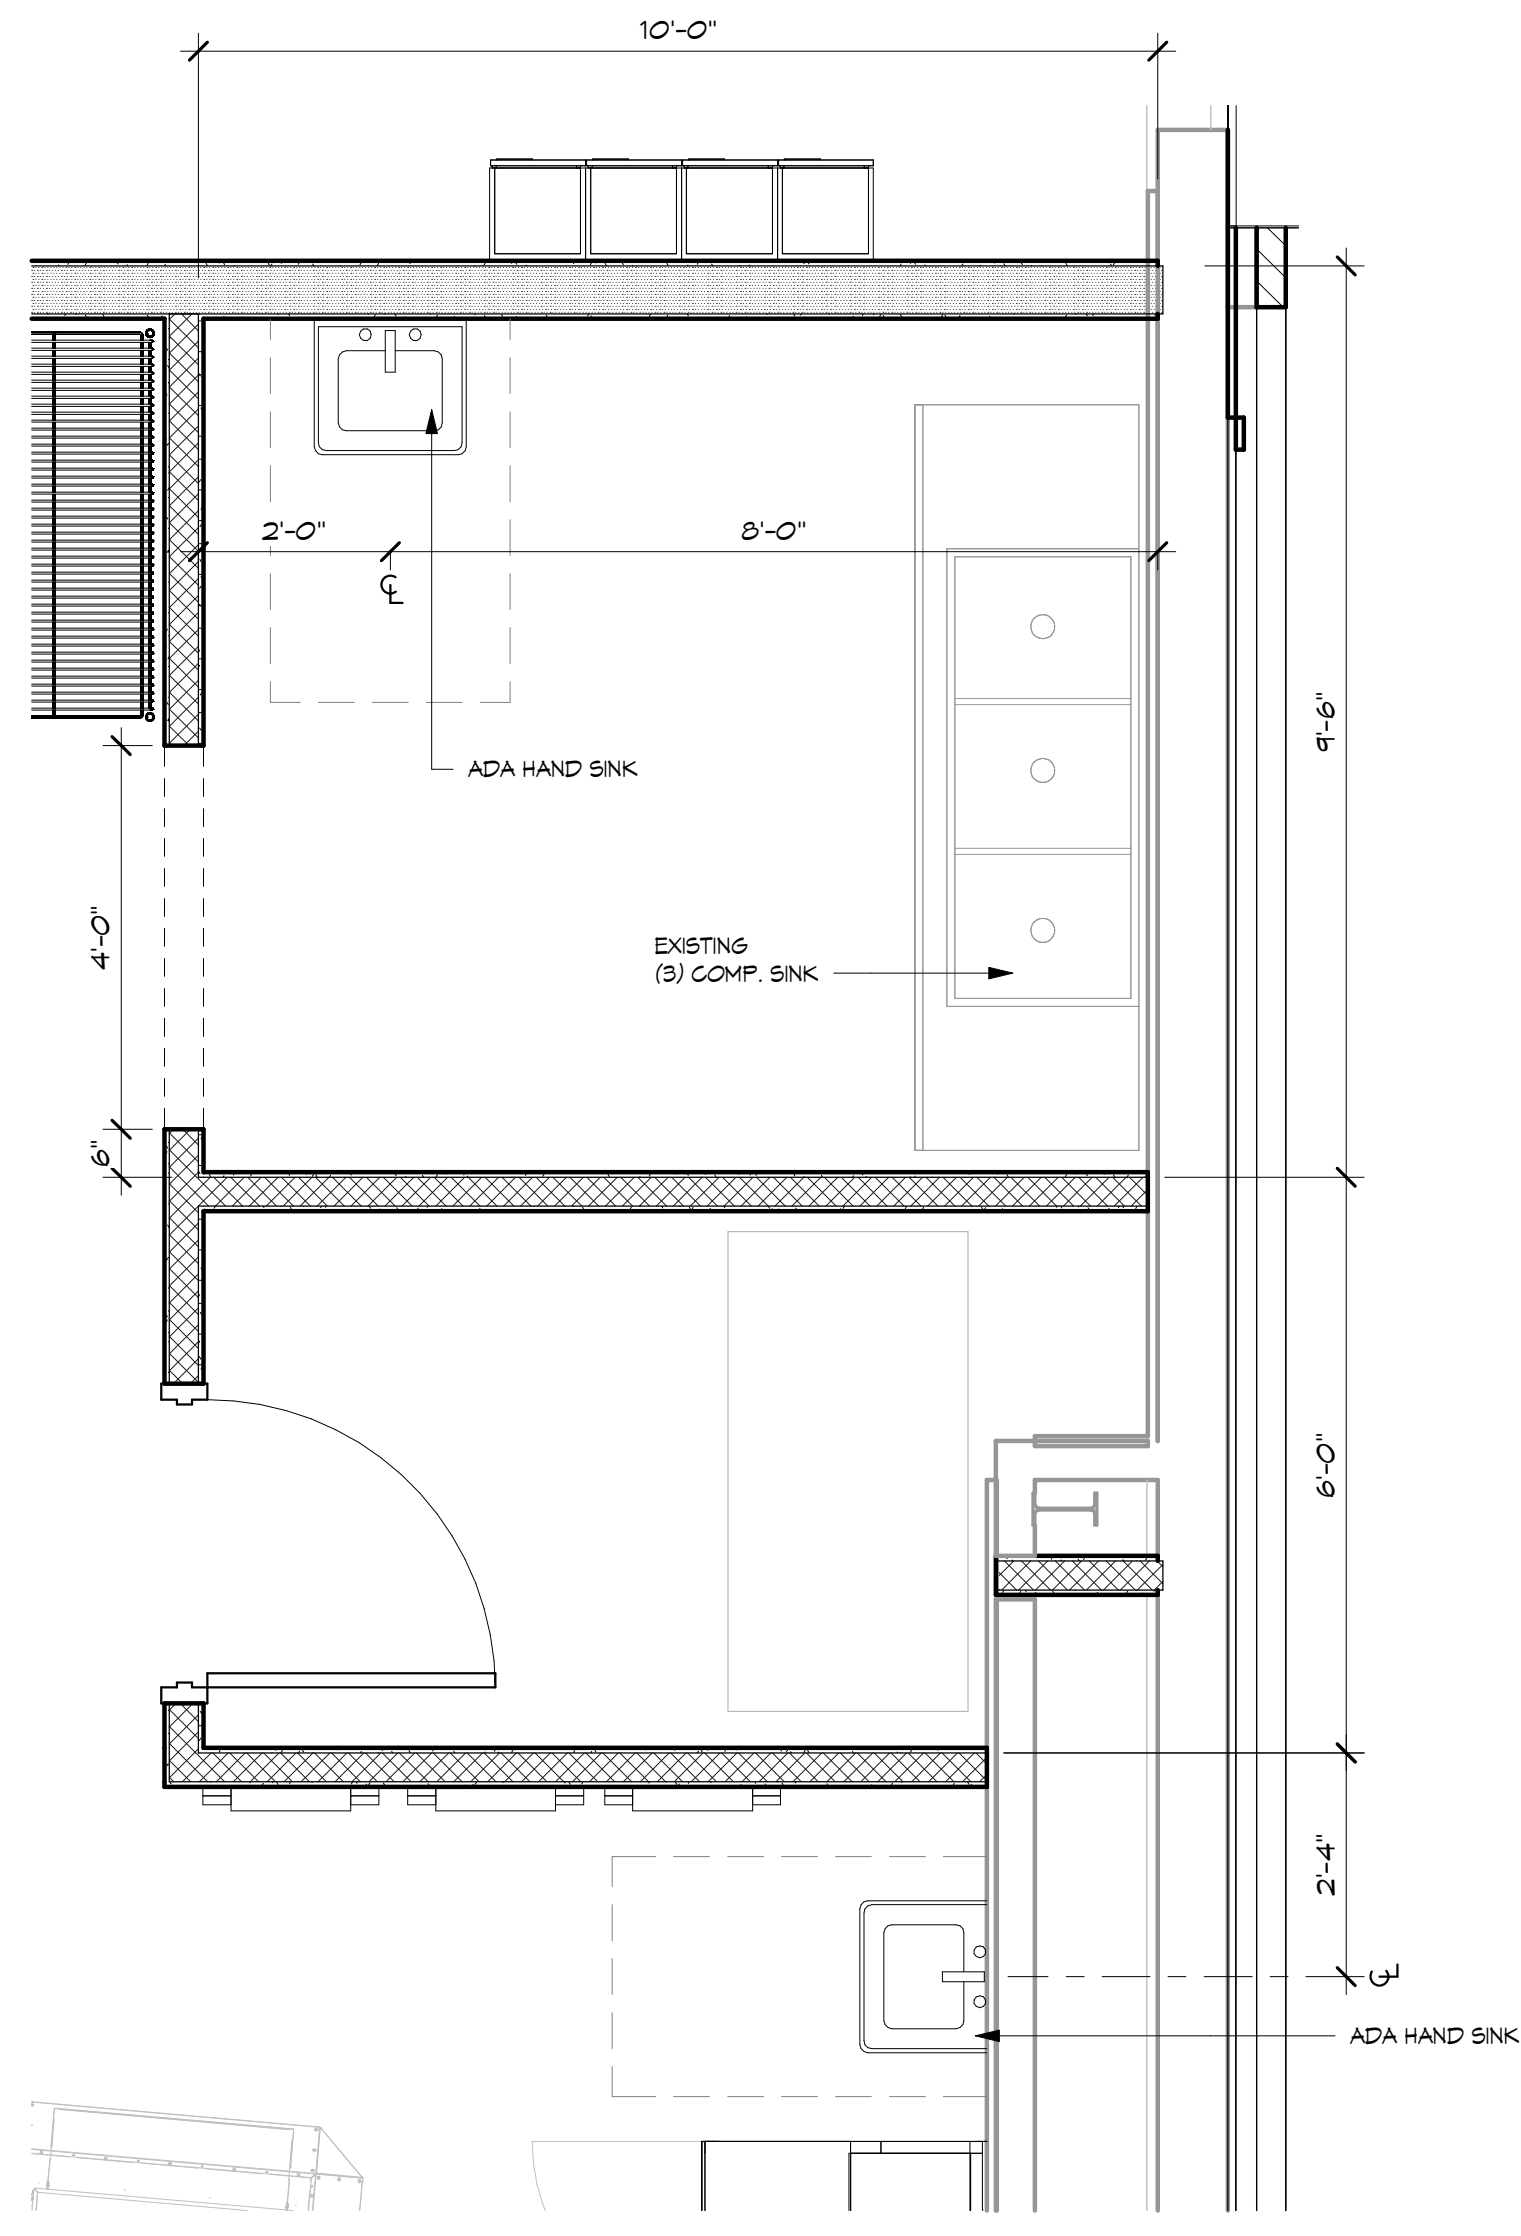 10'-0"
2'-0"
8'-0"
℄
9'-6"
ADA HAND SINK
4'-0"
EXISTING
(3) COMP. SINK
6"
6'-0"
2'-4"
℄
ADA HAND SINK